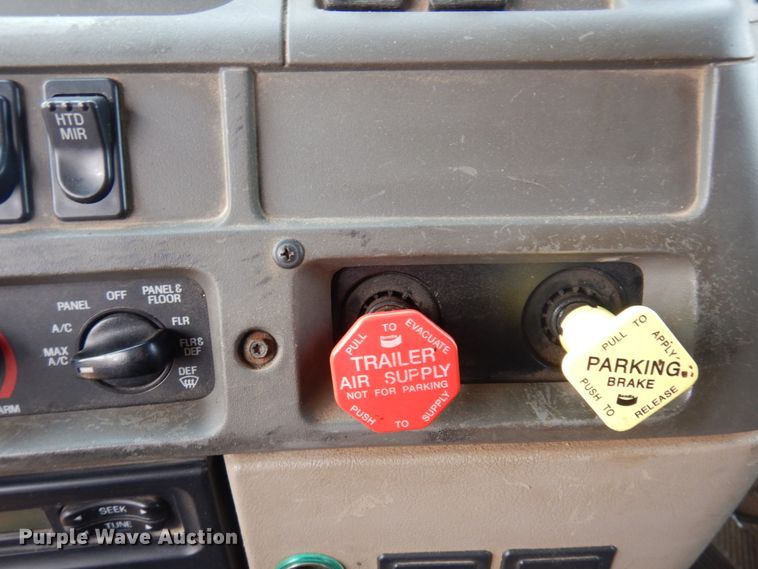 HTD
MIR
PANEL
OFF
PANEL &
FLOOR
A/C
FLR
MAX
A/C
FLR &
DEF
DEF
ARM
PULL TO EVACUATE
TRAILER
AIR SUPPLY
NOT FOR PARKING
PUSH TO SUPPLY
PULL TO APPLY
PARKING
BRAKE
PUSH TO RELEASE
SEEK
TUNE
Purple Wave Auction